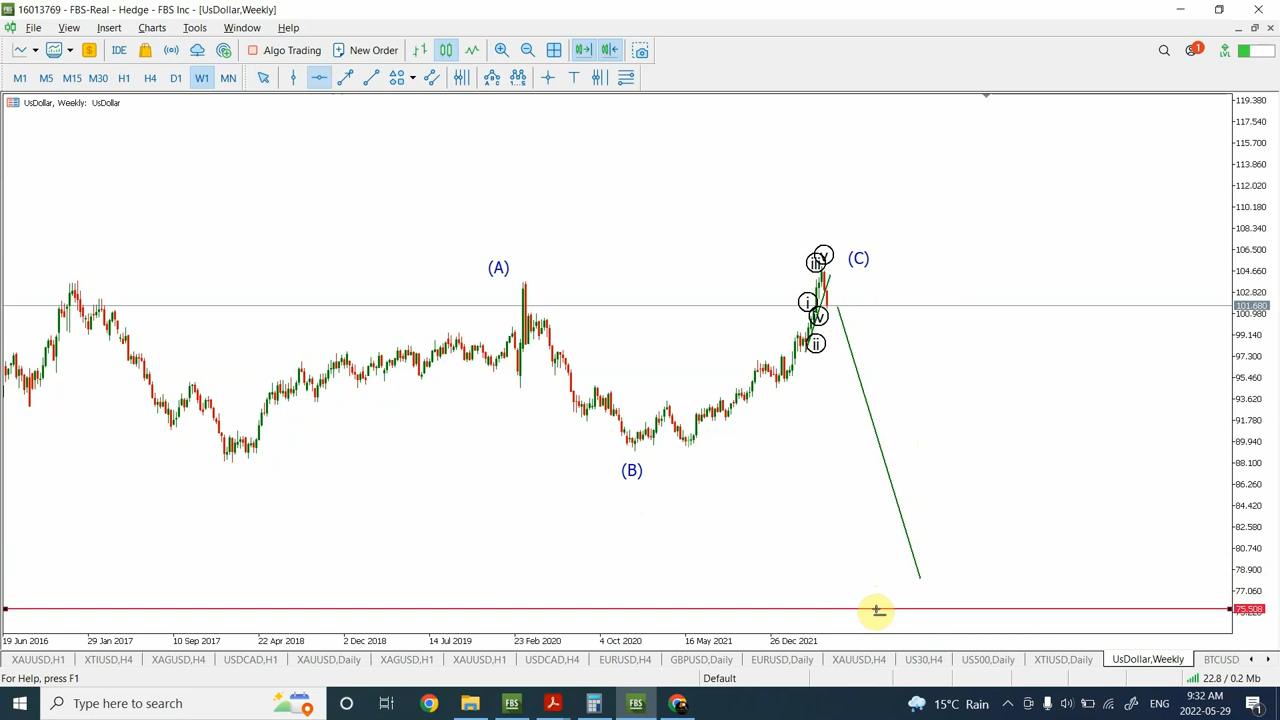 16013769 - FBS-Real - Hedge - FBS Inc - [UsDollar,Weekly]
File View Insert Charts Tools Window Help
IDE Algo Trading New Order 1 LVL
M1 M5 M15 M30 H1 H4 D1 W1 MN
UsDollar, Weekly: UsDollar
119.380
117.540
115.700
113.860
112.020
110.180
108.340
106.500
104.660
102.820
101.680
100.980
99.140
97.300
95.460
93.620
91.780
89.940
88.100
86.260
84.420
82.580
80.740
78.900
77.060
75.508
(A)
(B)
(C)
iii v
i
iv
ii
19 Jun 2016 29 Jan 2017 10 Sep 2017 22 Apr 2018 2 Dec 2018 14 Jul 2019 23 Feb 2020 4 Oct 2020 16 May 2021 26 Dec 2021
XAUUSD,H1 XTIUSD,H4 XAGUSD,H4 USDCAD,H1 XAUUSD,Daily XAGUSD,H1 XAUUSD,H1 USDCAD,H4 EURUSD,H4 GBPUSD,Daily EURUSD,Daily XAUUSD,H4 US30,H4 US500,Daily XTIUSD,Daily UsDollar,Weekly BTCUSD
For Help, press F1 Default 22.8 / 0.2 Mb
Type here to search FBS FBS 15°C Rain ENG 9:32 AM
2022-05-29 1